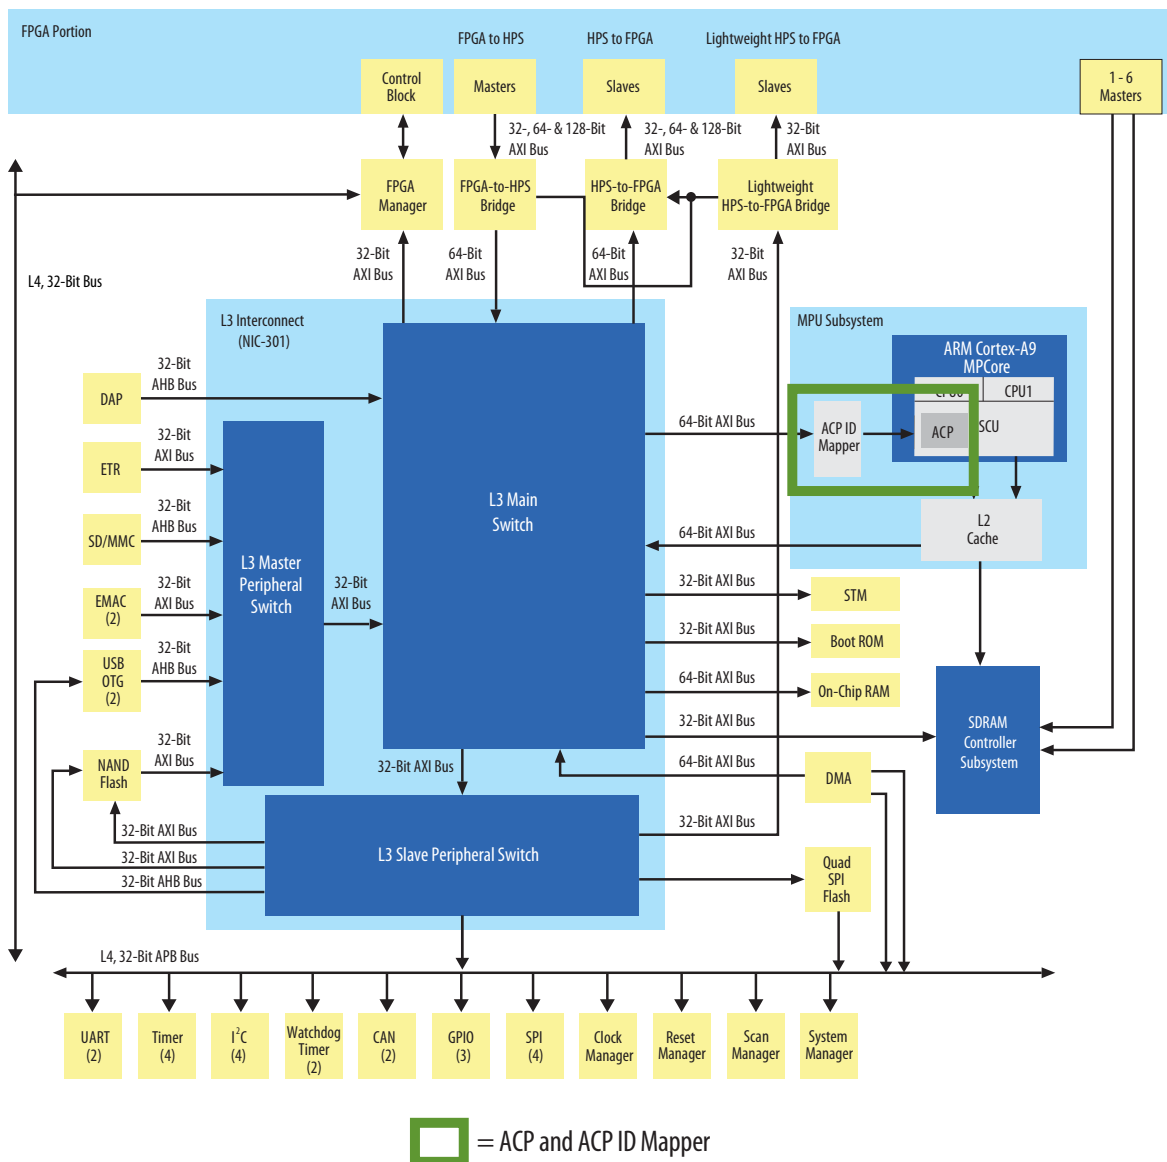 FPGA Portion
FPGA to HPS
HPS to FPGA
Lightweight HPS to FPGA
Control
Block
Masters
Slaves
Slaves
1 - 6
Masters
32-, 64- & 128-Bit
AXI Bus
32-, 64- & 128-Bit
AXI Bus
32-Bit
AXI Bus
FPGA
Manager
FPGA-to-HPS
Bridge
HPS-to-FPGA
Bridge
Lightweight
HPS-to-FPGA Bridge
32-Bit
AXI Bus
64-Bit
AXI Bus
64-Bit
AXI Bus
32-Bit
AXI Bus
L4, 32-Bit Bus
L3 Interconnect
(NIC-301)
MPU Subsystem
ARM Cortex-A9
MPCore
CPU0
CPU1
ACP ID
Mapper
ACP
SCU
L2
Cache
DAP
32-Bit
AHB Bus
ETR
32-Bit
AXI Bus
SD/MMC
32-Bit
AHB Bus
EMAC
(2)
32-Bit
AXI Bus
USB
OTG
(2)
32-Bit
AHB Bus
NAND
Flash
32-Bit
AXI Bus
L3 Master
Peripheral
Switch
32-Bit
AXI Bus
L3 Main
Switch
64-Bit AXI Bus
64-Bit AXI Bus
32-Bit AXI Bus
STM
32-Bit AXI Bus
Boot ROM
64-Bit AXI Bus
On-Chip RAM
32-Bit AXI Bus
SDRAM
Controller
Subsystem
64-Bit AXI Bus
DMA
32-Bit AXI Bus
32-Bit AXI Bus
32-Bit AXI Bus
32-Bit AXI Bus
32-Bit AHB Bus
L3 Slave Peripheral Switch
Quad
SPI
Flash
L4, 32-Bit APB Bus
UART
(2)
Timer
(4)
I²C
(4)
Watchdog
Timer
(2)
CAN
(2)
GPIO
(3)
SPI
(4)
Clock
Manager
Reset
Manager
Scan
Manager
System
Manager
= ACP and ACP ID Mapper